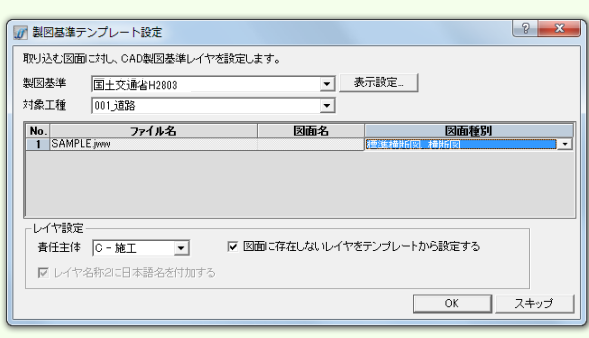 製図基準テンプレート設定
取り込む図面に対し、CAD製図基準レイヤを設定します。
製図基準 国土交通省H2803 表示設定...
対象工種 001_道路
No. ファイル名 図面名 図面種別
1 SAMPLE.jww 標準横断図、横断図
レイヤ設定
責任主体 C - 施工 図面に存在しないレイヤをテンプレートから設定する
レイヤ名称2に日本語名を付加する
OK スキップ